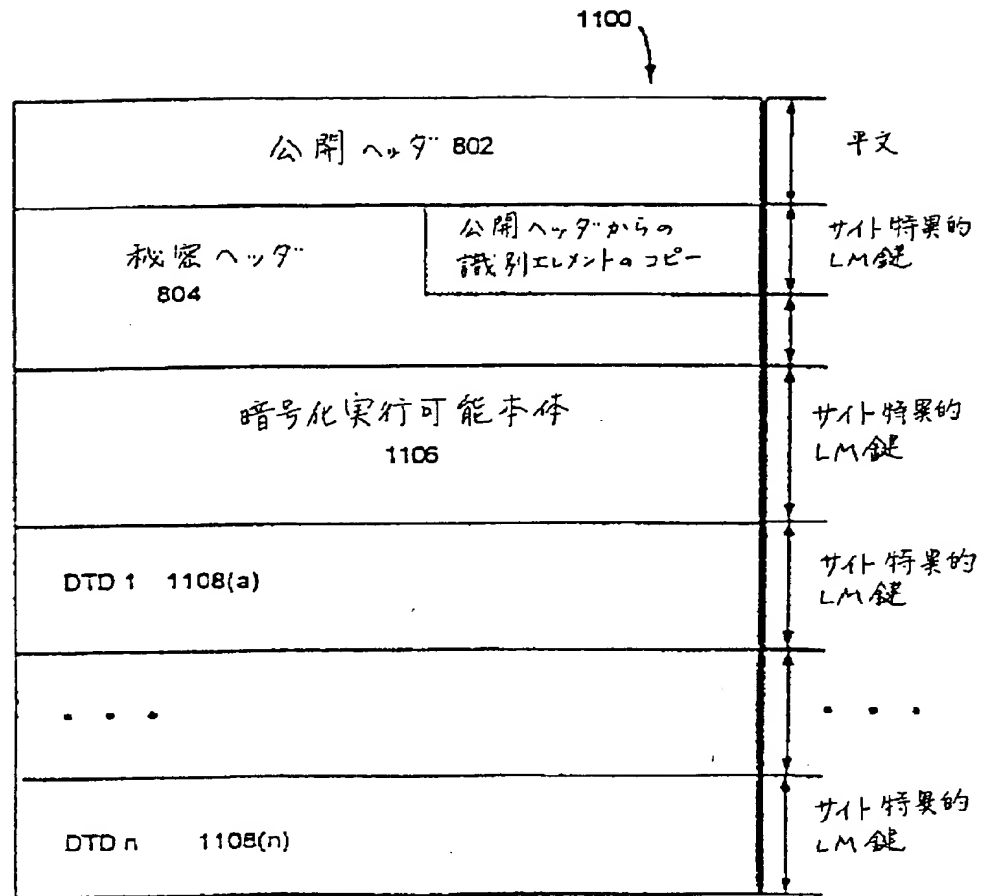 1100
公開ヘッダ 802
平文
秘密ヘッダ
804
公開ヘッダからの
識別エレメントのコピー
サイト特異的
LM鍵
暗号化実行可能本体
1106
サイト特異的
LM鍵
DTD 1 1108(a)
サイト特異的
LM鍵
• • •
• • •
DTD n 1108(n)
サイト特異的
LM鍵